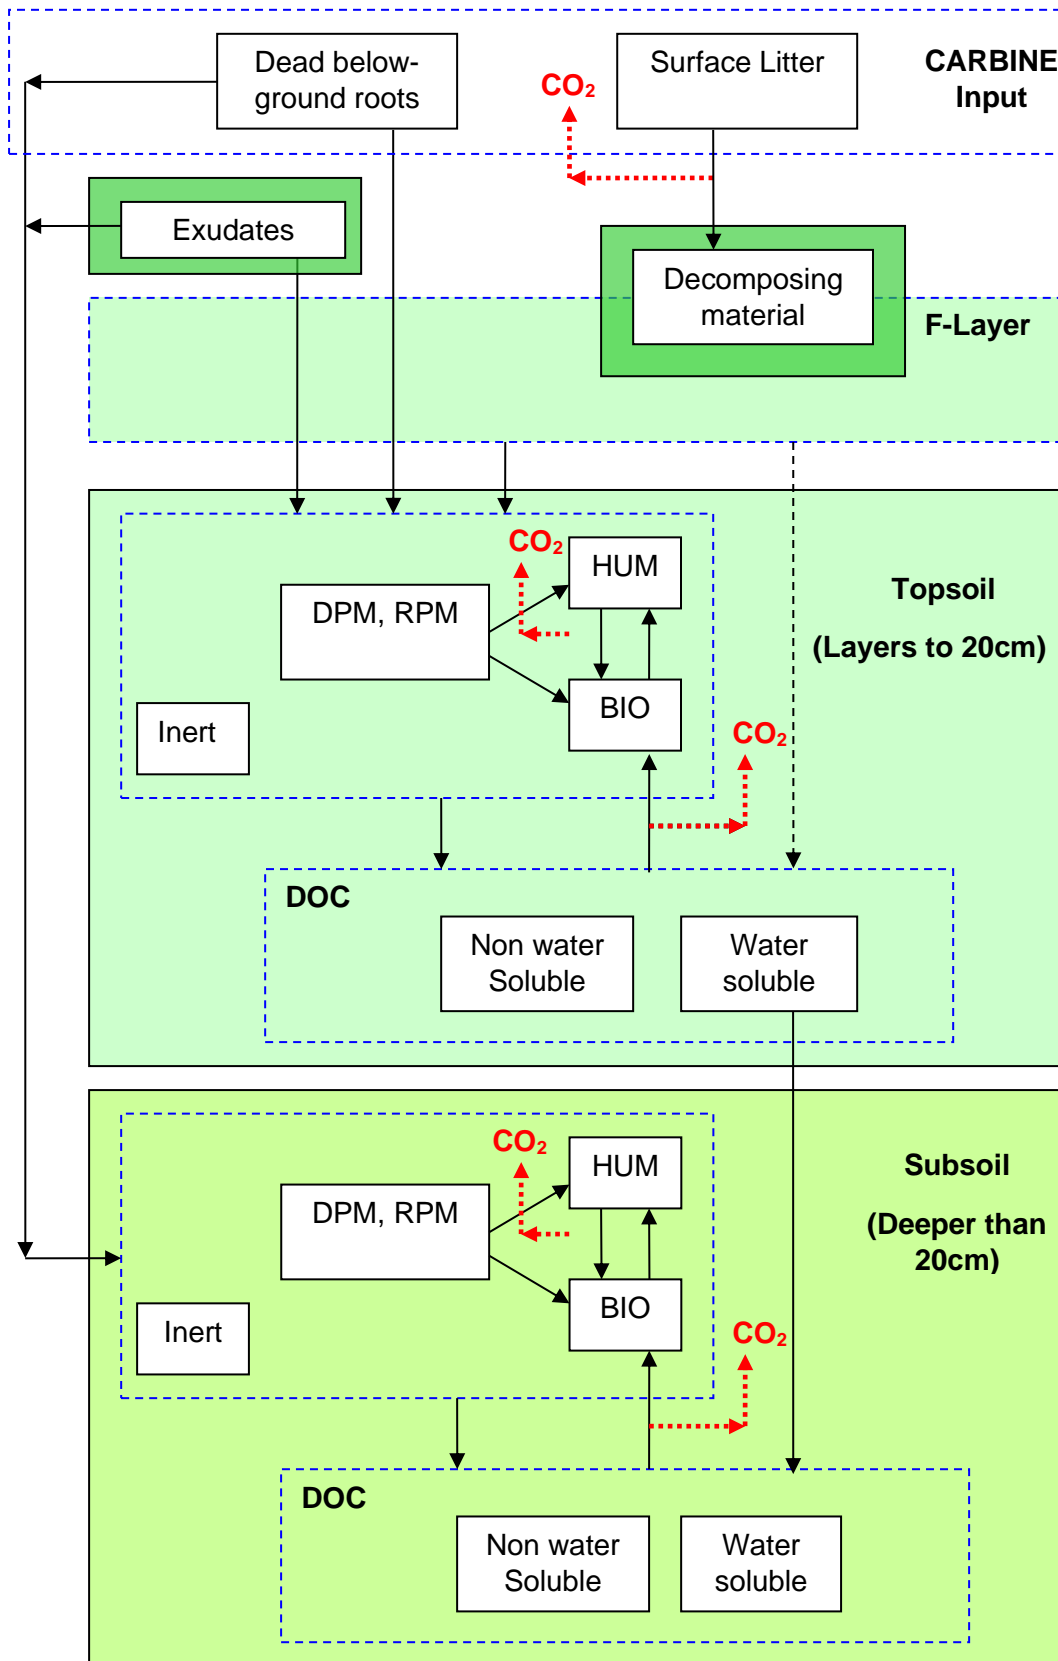 Dead below-
ground roots
Surface Litter
CARBINE
Input
CO₂
Exudates
Decomposing
material
F-Layer
CO₂
HUM
DPM, RPM
Topsoil
(Layers to 20cm)
BIO
Inert
CO₂
DOC
Non water
Soluble
Water
soluble
CO₂
HUM
DPM, RPM
Subsoil
(Deeper than
20cm)
BIO
Inert
CO₂
DOC
Non water
Soluble
Water
soluble